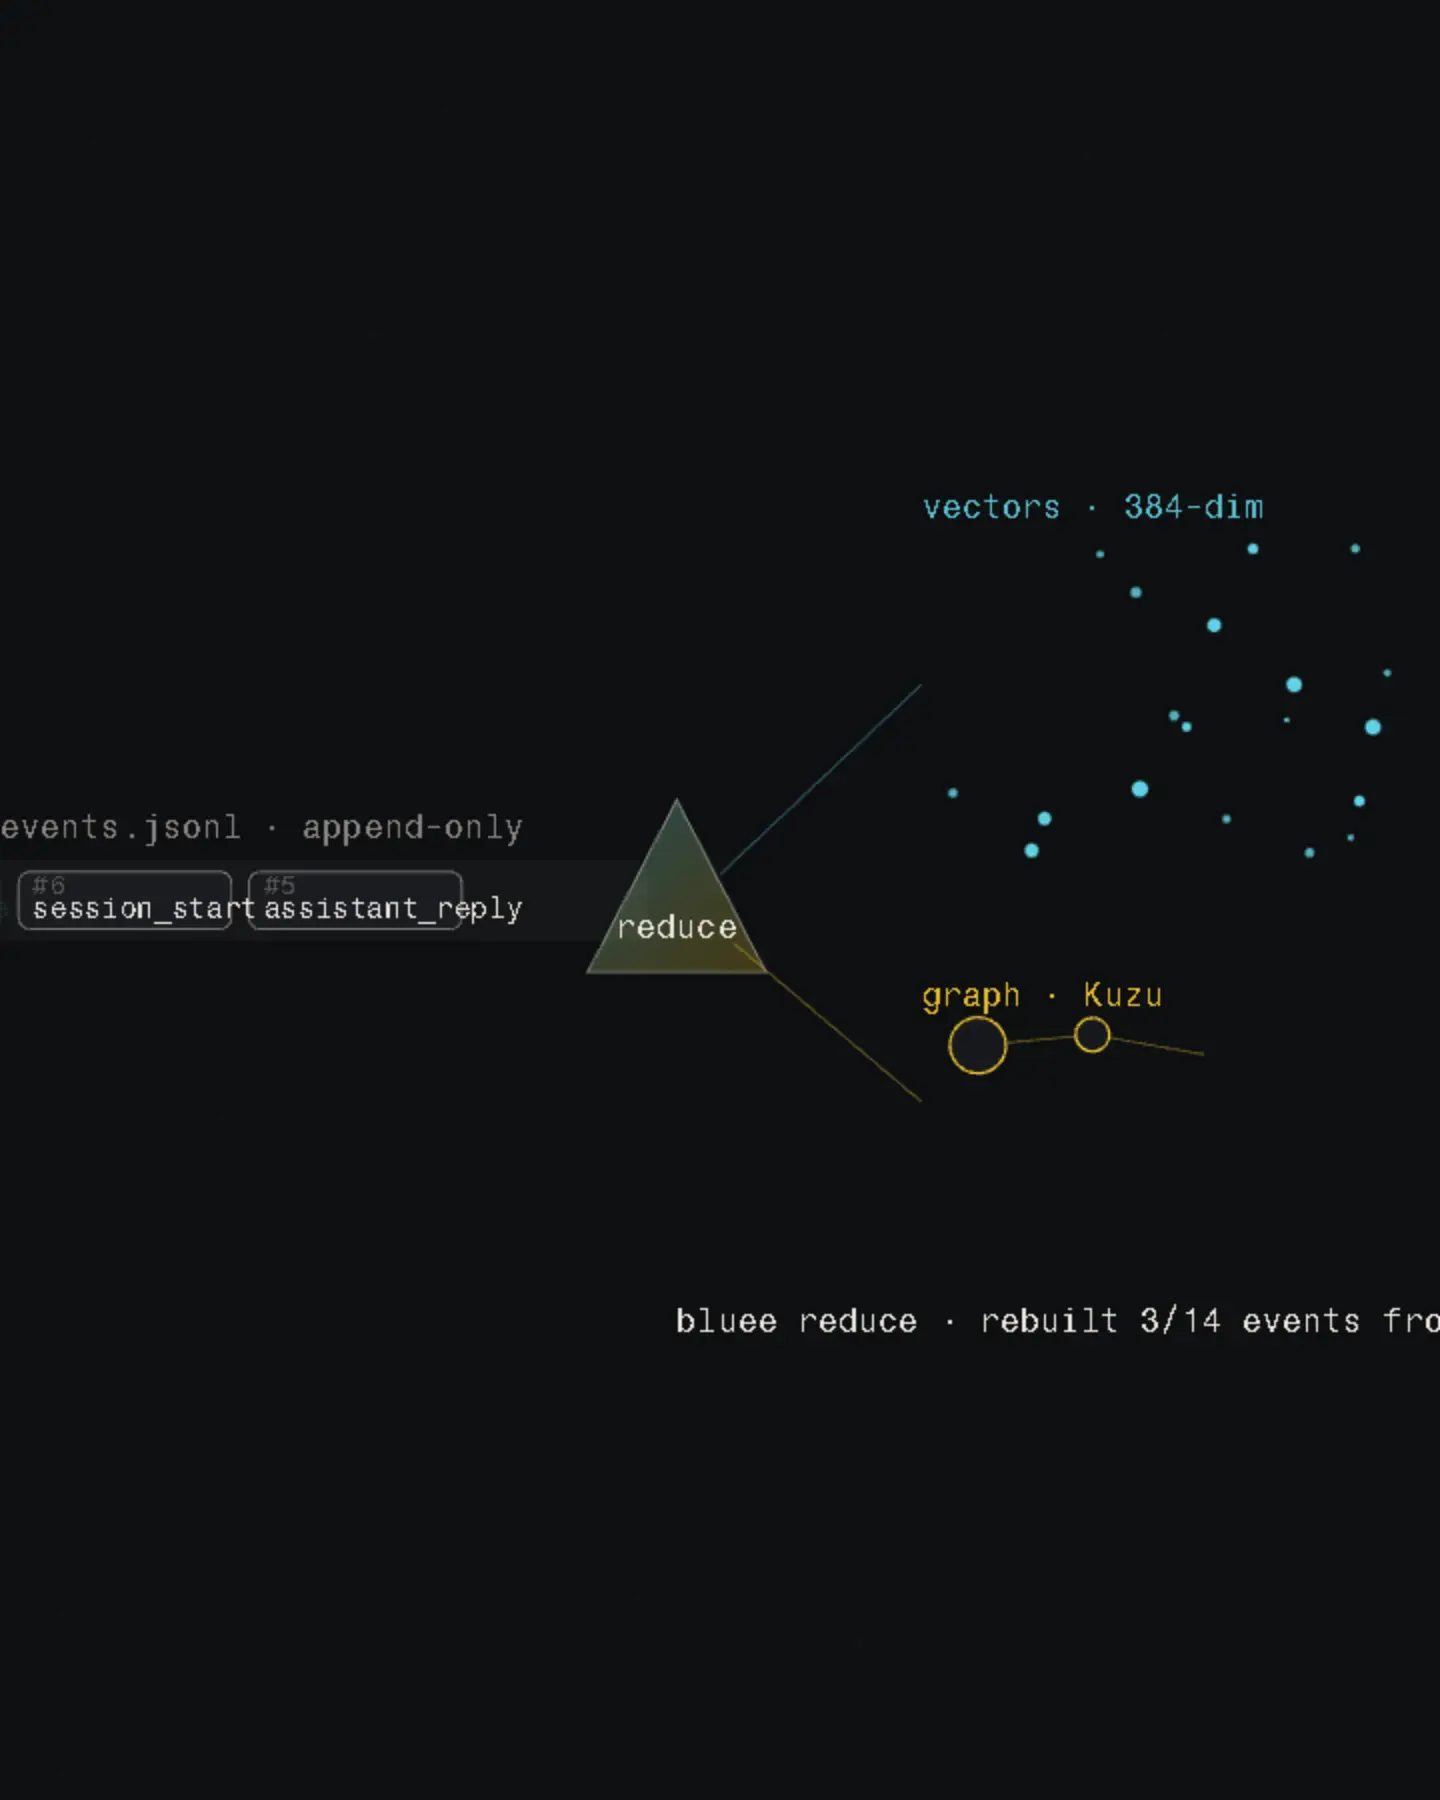 vectors · 384-dim
events.jsonl · append-only
#6
session_start
#5
assistant_reply
reduce
graph · Kuzu
bluee reduce · rebuilt 3/14 events fro